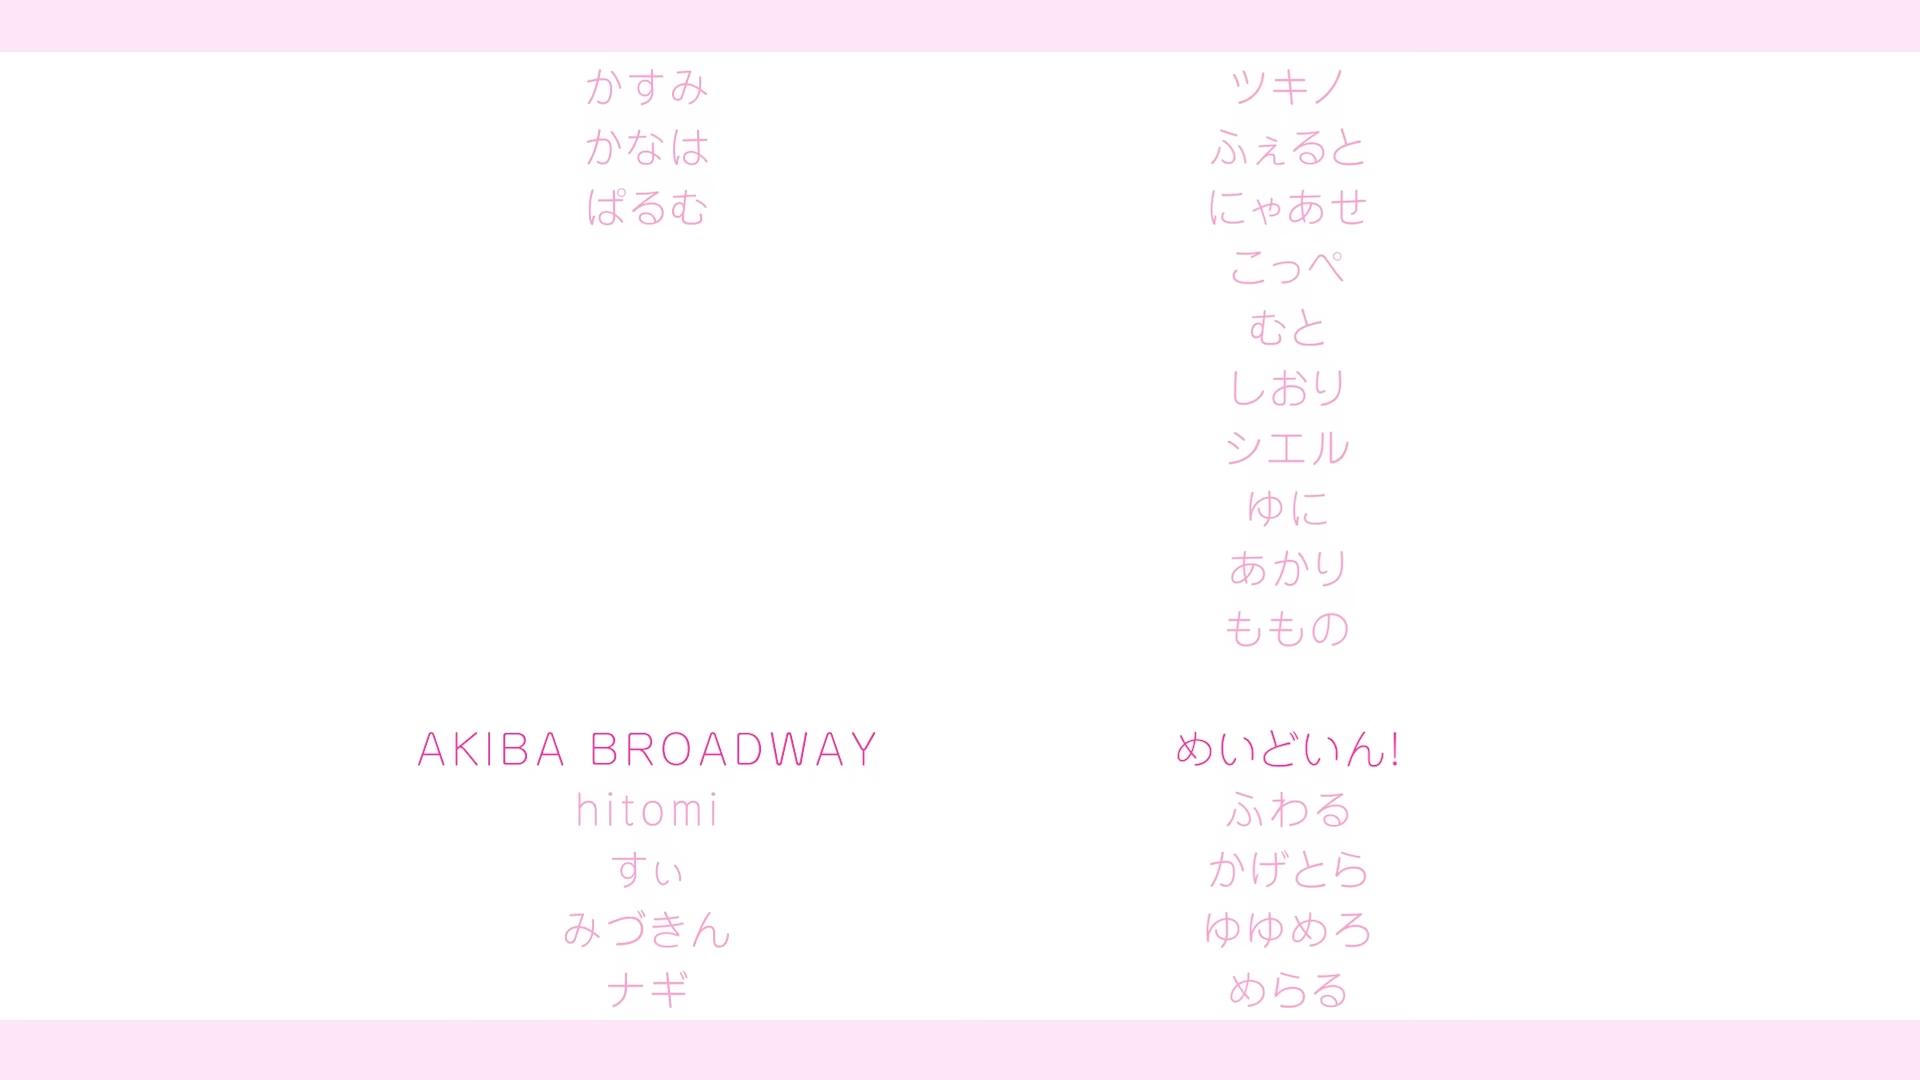 かすみ
かなは
ぱるむ
ツキノ
ふぇると
にゃあせ
こっぺ
むと
しおり
シエル
ゆに
あかり
ももの
AKIBA BROADWAY
hitomi
すぃ
みづきん
ナギ
めいどいん!
ふわる
かげとら
ゆゆめろ
めらる